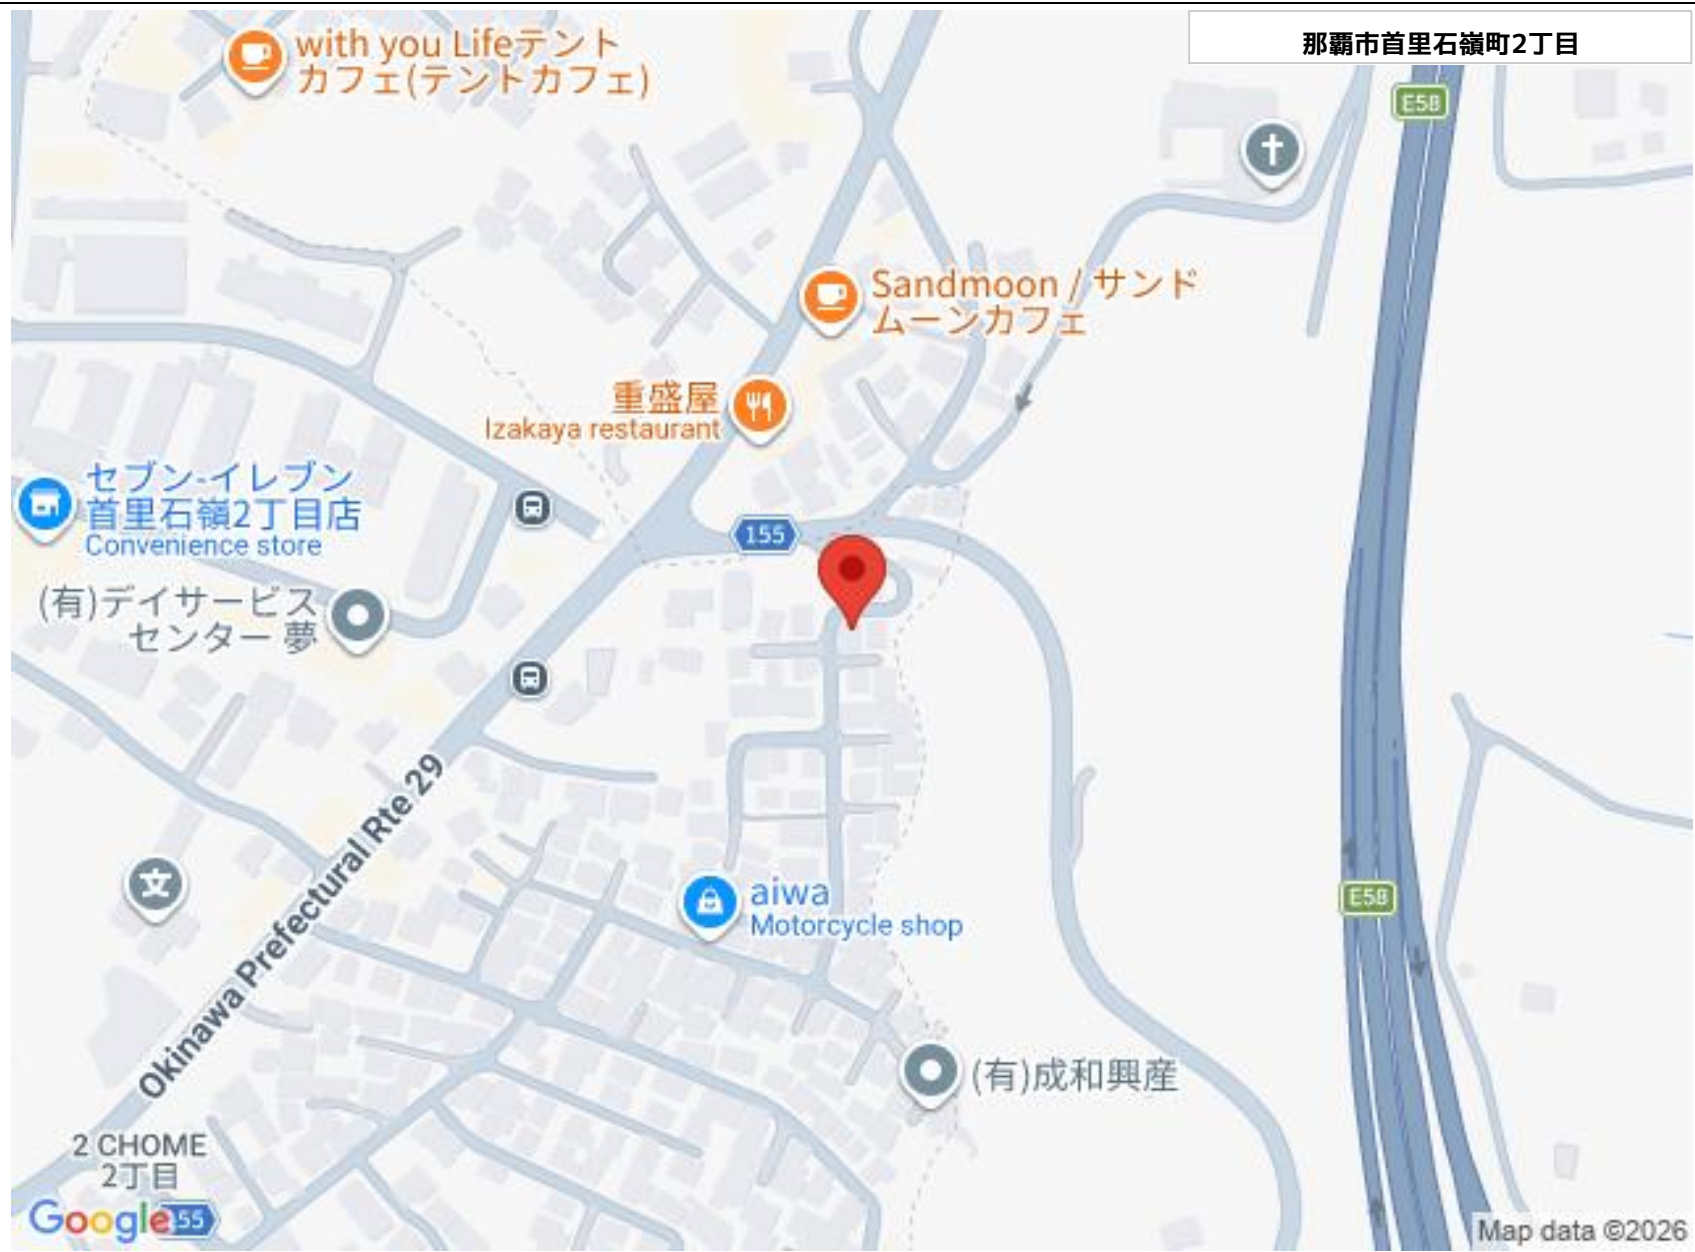 那覇市首里石嶺町2丁目
with you Lifeテント
カフェ(テントカフェ)
E58
Sandmoon / サンド
ムーンカフェ
重盛屋
Izakaya restaurant
セブン-イレブン
首里石嶺2丁目店
Convenience store
155
(有)デイサービス
センター 夢
Okinawa Prefectural Rte 29
文
aiwa
Motorcycle shop
E58
(有)成和興産
2 CHOME
2丁目
Google
155
Map data ©2026